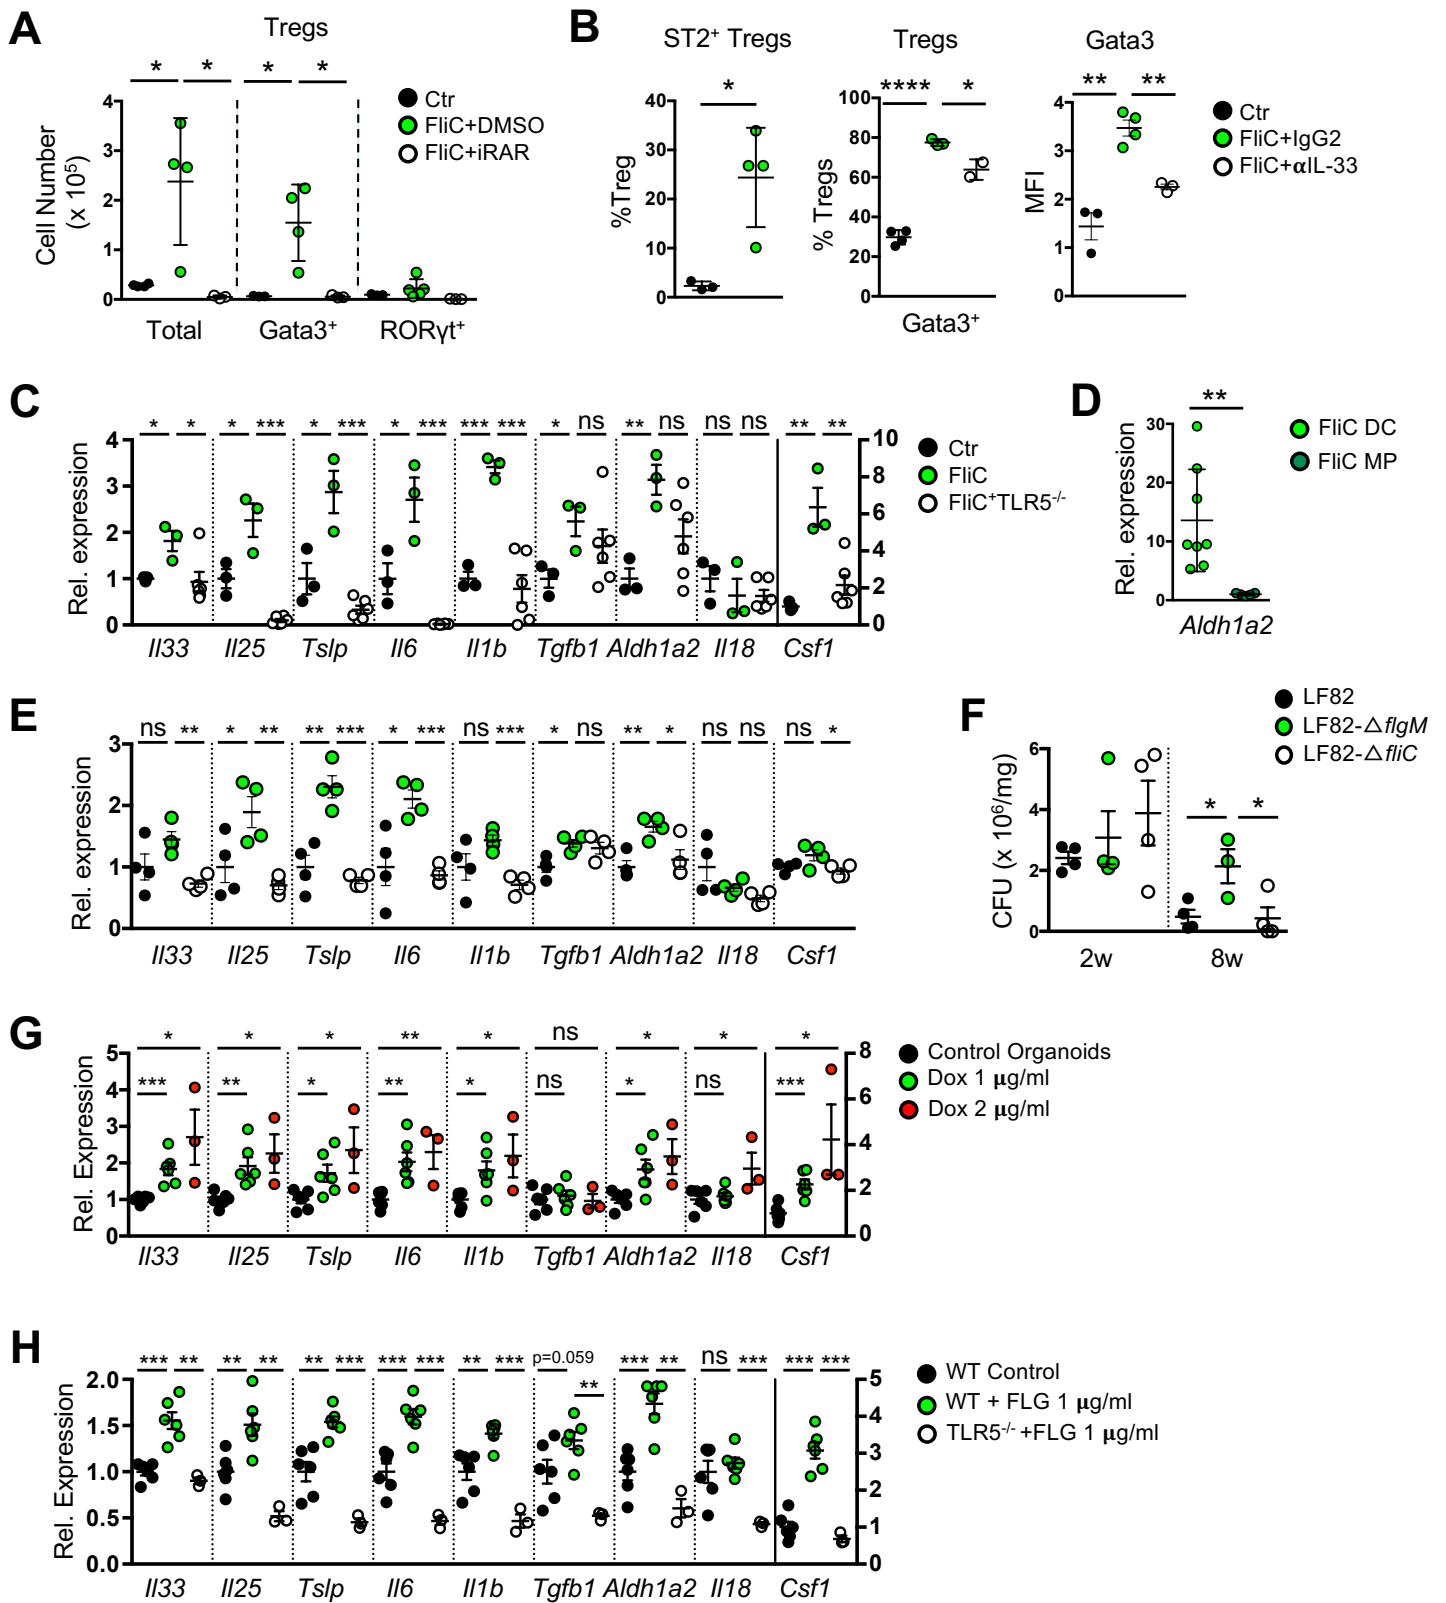 A
Tregs
* * * *
Cell Number
(x 10⁵)
4
3
2
1
0
Total Gata3⁺ RORγt⁺
Ctr
FliC+DMSO
FliC+iRAR
B
ST2⁺ Tregs
*
%Treg
40
30
20
10
0
Tregs
**** *
% Tregs
100
80
60
40
20
0
Gata3⁺
Gata3
** **
MFI
4
3
2
1
0
Ctr
FliC+IgG2
FliC+αIL-33
C
* * * *** * *** * *** *** *** * ns ** ns ns ns ** **
Rel. expression
4
3
2
1
0
10
8
6
4
2
0
Il33 Il25 Tslp Il6 Il1b Tgfb1 Aldh1a2 Il18 Csf1
Ctr
FliC
FliC⁺TLR5⁻/⁻
D
**
Rel. expression
30
20
10
0
Aldh1a2
FliC DC
FliC MP
E
ns ** * ** ** *** * *** ns *** * ns ** * ns ns ns *
Rel. expression
3
2
1
0
Il33 Il25 Tslp Il6 Il1b Tgfb1 Aldh1a2 Il18 Csf1
F
LF82
LF82-△flgM
LF82-△fliC
* *
CFU (x 10⁶/mg)
6
4
2
0
2w 8w
G
* * * ** * ns * * *
*** ** * ** * ns * ns ***
Rel. Expression
5
4
3
2
1
0
8
6
4
2
0
Il33 Il25 Tslp Il6 Il1b Tgfb1 Aldh1a2 Il18 Csf1
Control Organoids
Dox 1 µg/ml
Dox 2 µg/ml
H
*** ** ** ** ** *** *** *** ** *** p=0.059 ** *** ** ns *** *** ***
Rel. Expression
2.0
1.5
1.0
0.5
0.0
5
4
3
2
1
0
Il33 Il25 Tslp Il6 Il1b Tgfb1 Aldh1a2 Il18 Csf1
WT Control
WT + FLG 1 µg/ml
TLR5⁻/⁻ +FLG 1 µg/ml